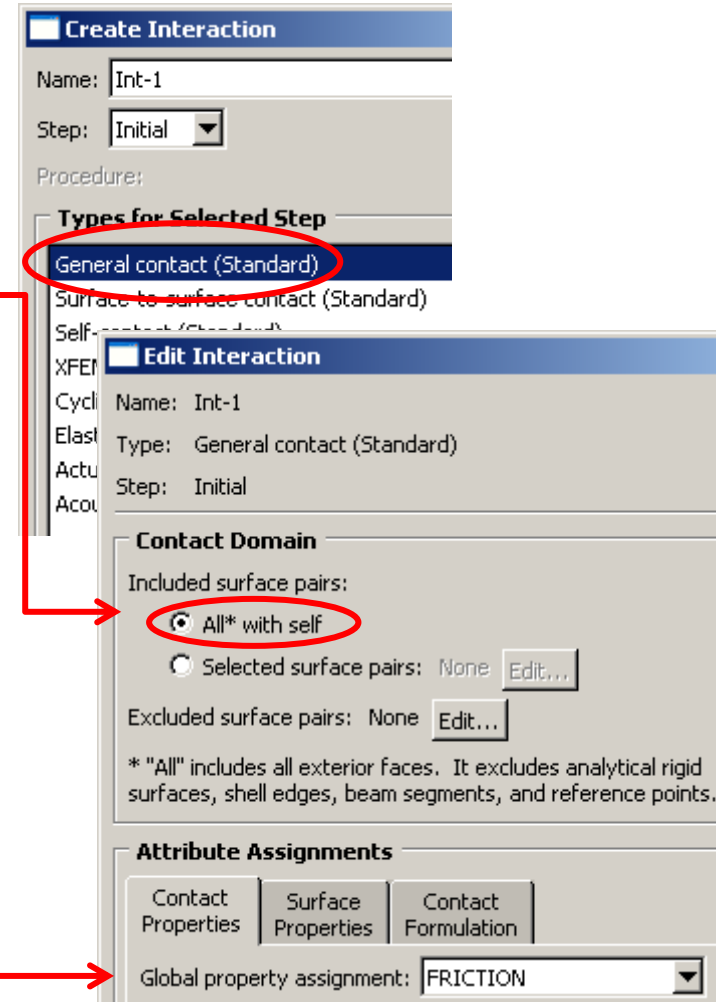 Create Interaction
Name: Int-1
Step: Initial
Procedure:
Types for Selected Step
General contact (Standard)
Surface-to-surface contact (Standard)
Self-contact (Standard)
Edit Interaction
Name: Int-1
Type: General contact (Standard)
Step: Initial
Contact Domain
Included surface pairs:
All* with self
Selected surface pairs: None Edit...
Excluded surface pairs: None Edit...
* "All" includes all exterior faces. It excludes analytical rigid
surfaces, shell edges, beam segments, and reference points.
Attribute Assignments
Contact Properties
Surface Properties
Contact Formulation
Global property assignment: FRICTION